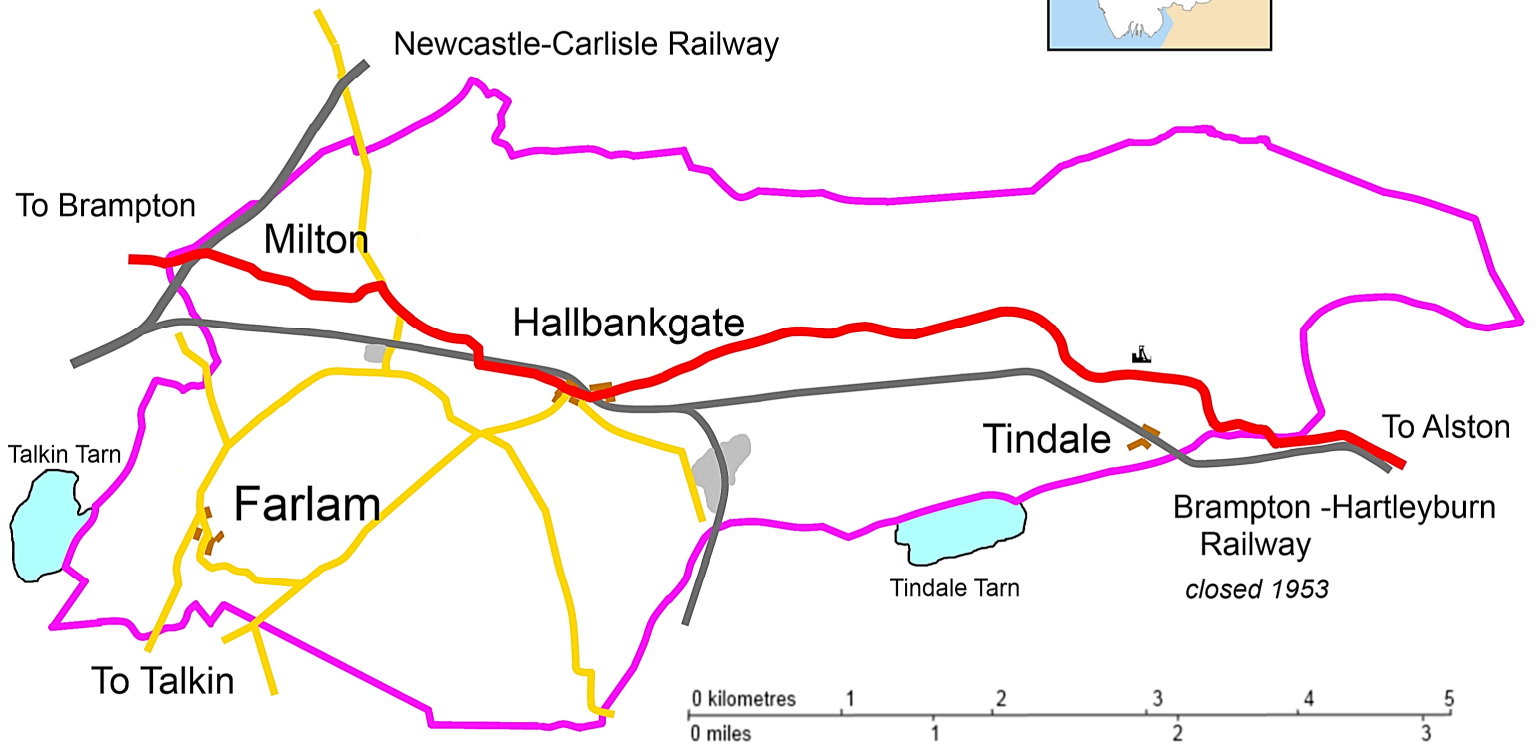 Newcastle-Carlisle Railway
To Brampton
Milton
Hallbankgate
Tindale
To Alston
Talkin Tarn
Farlam
Brampton -Hartleyburn
Railway
closed 1953
Tindale Tarn
To Talkin
0 kilometres 1 2 3 4 5
0 miles 1 2 3